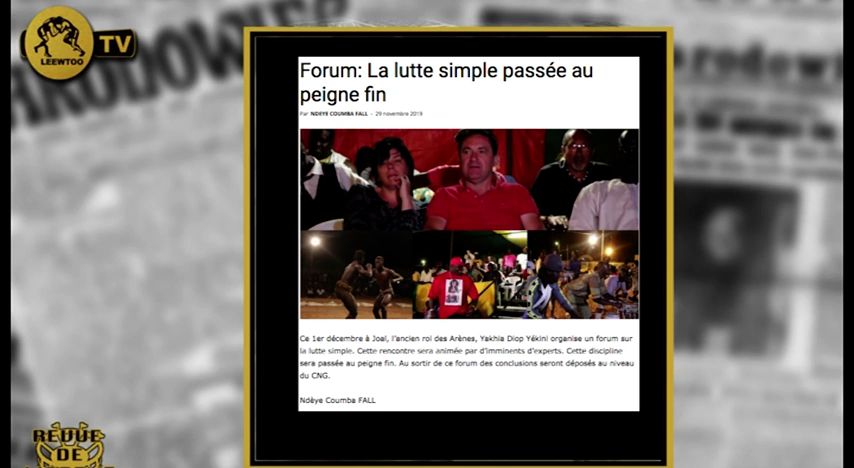 LEEWTOO
TV
Forum: La lutte simple passée au
peigne fin
Par NDEYE COUMBA FALL - 29 novembre 2019
Ce 1er décembre à Joal, l'ancien roi des Arènes, Yakhia Diop Yékini organise un forum sur
la lutte simple. Cette rencontre sera animée par d'imminents d'experts. Cette discipline
sera passée au peigne fin. Au sortir de ce forum des conclusions seront déposés au niveau
du CNG.
Ndèye Coumba FALL
REVUE
DE